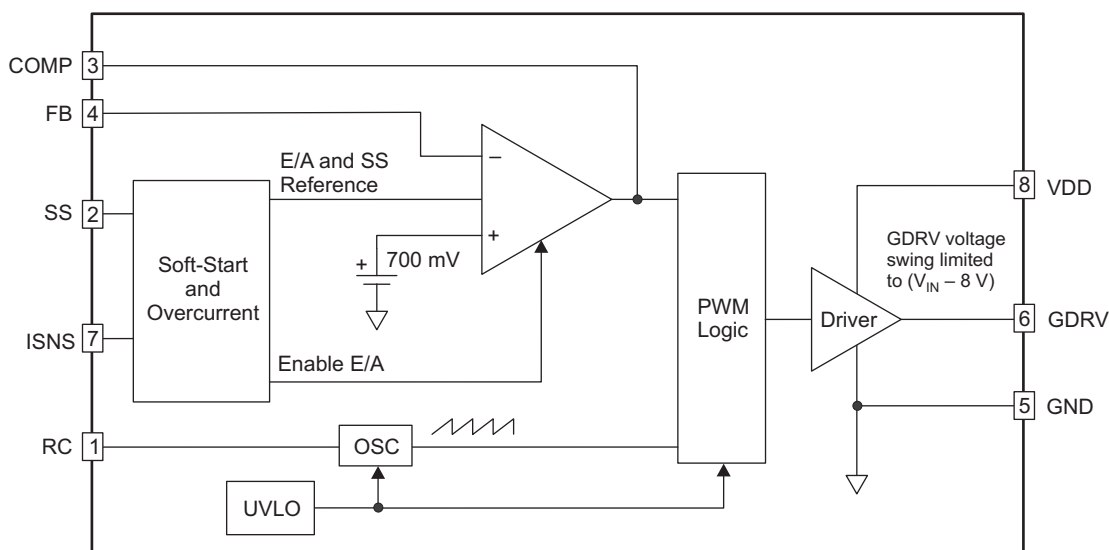 COMP 3
FB 4
E/A and SS
Reference
−
SS 2
+
+
700 mV
Soft-Start
and
Overcurrent
8 VDD
GDRV voltage
swing limited
to (VIN – 8 V)
PWM
Logic
Driver
6 GDRV
ISNS 7
Enable E/A
5 GND
RC 1
OSC
UVLO